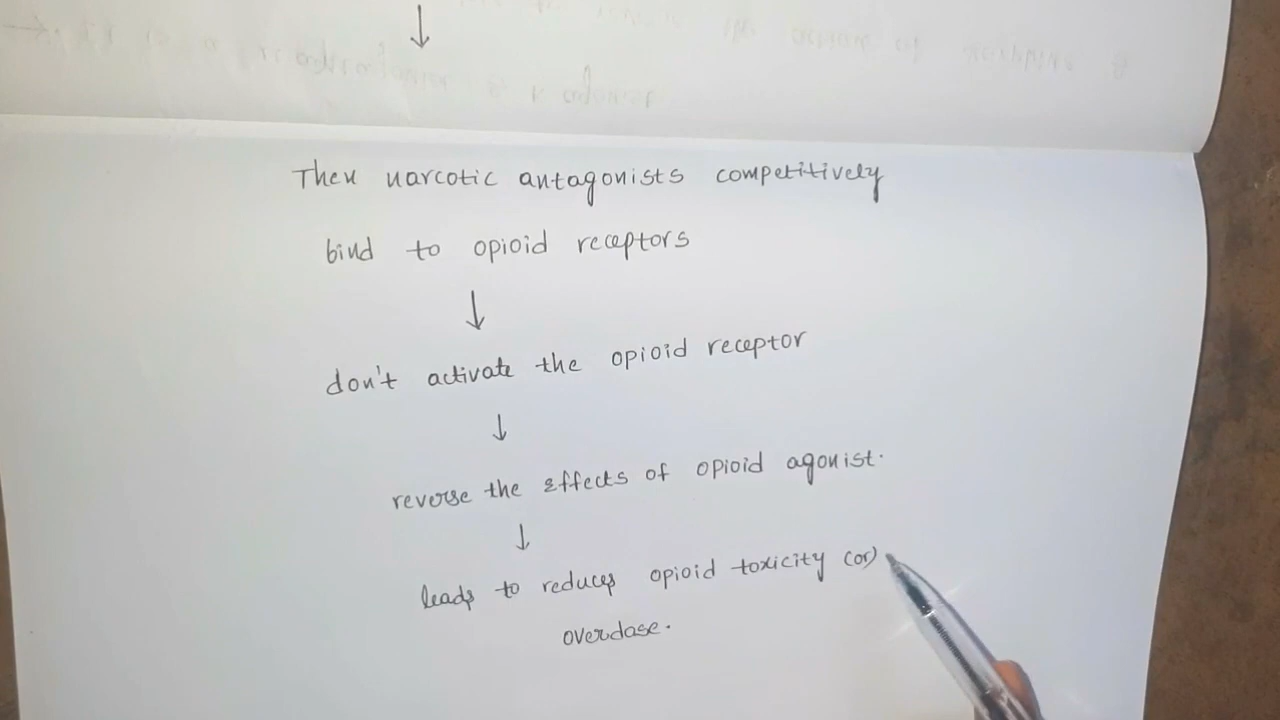 ↓
Then narcotic antagonists competitively
bind to opioid receptors
↓
don't activate the opioid receptor
↓
reverse the effects of opioid agonist.
↓
leads to reduces opioid toxicity (or)
overdase.